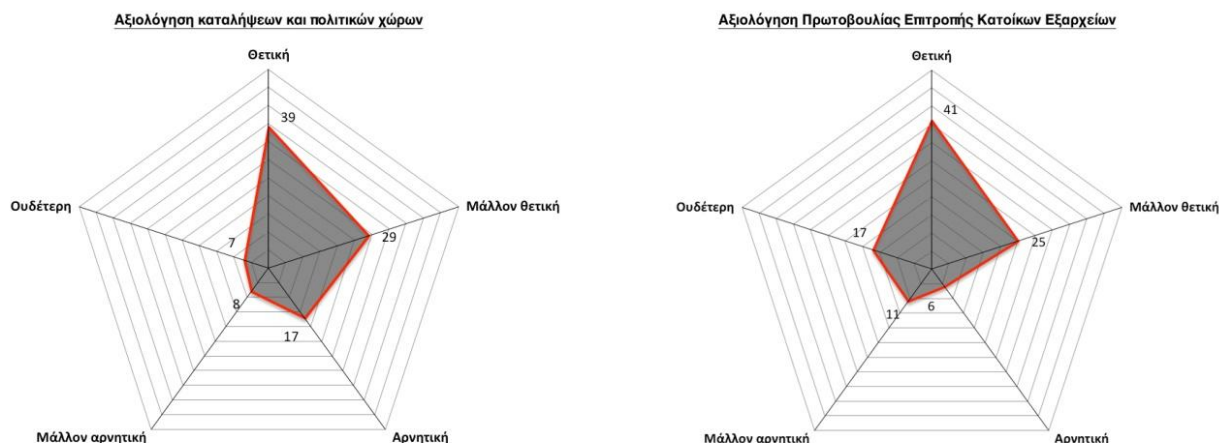 Αξιολόγηση καταλήψεων και πολιτικών χώρων
Θετική
39
Μάλλον θετική
29
Ουδέτερη
7
8
17
Μάλλον αρνητική
Αρνητική
Αξιολόγηση Πρωτοβουλίας Επιτροπής Κατοίκων Εξαρχείων
Θετική
41
Μάλλον θετική
25
Ουδέτερη
17
11
6
Μάλλον αρνητική
Αρνητική